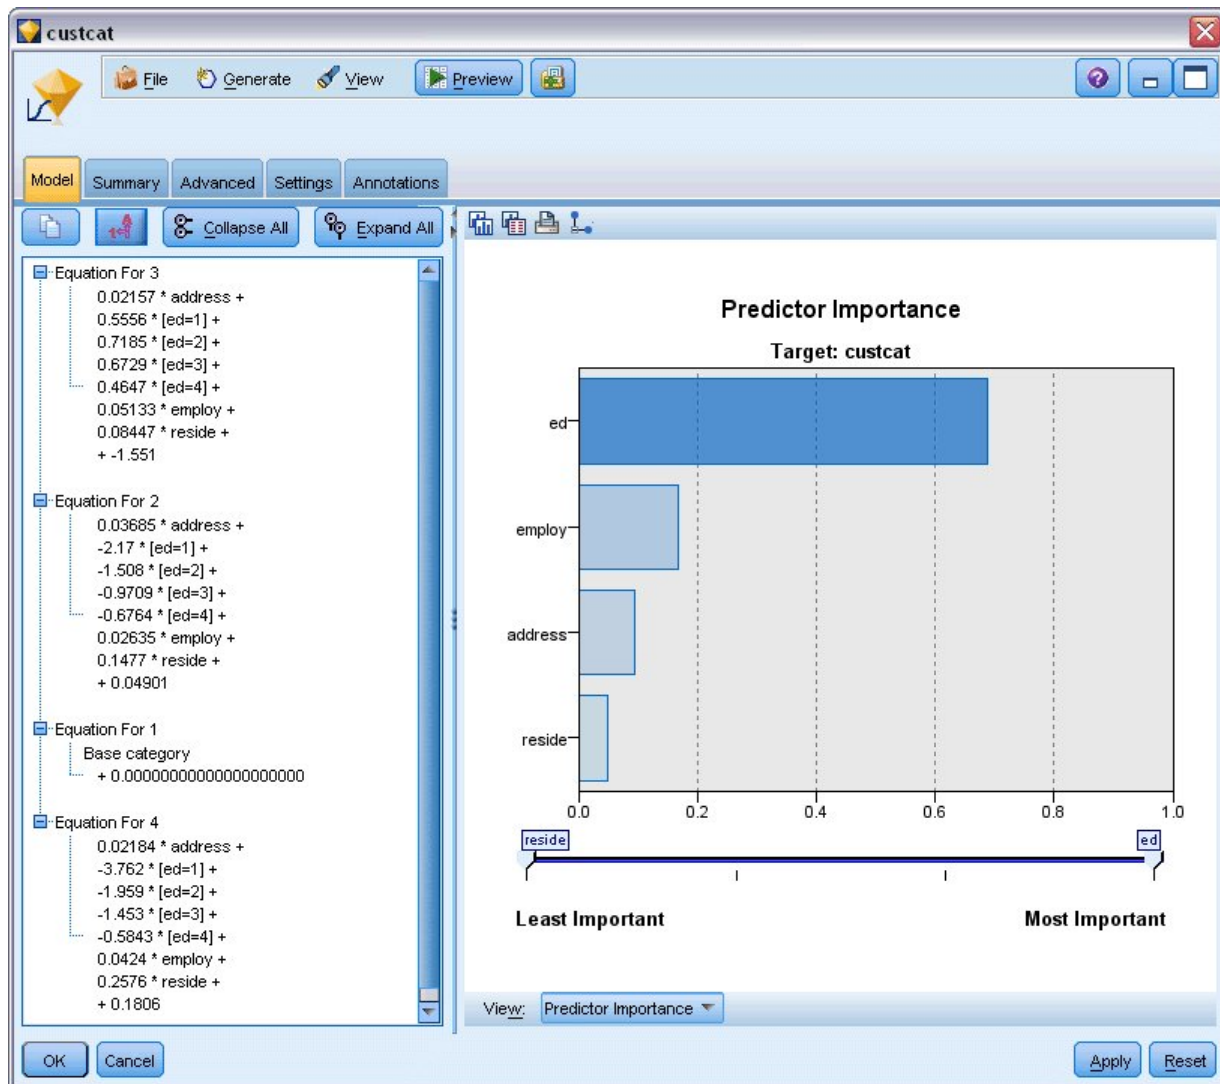 custcat
File Generate View Preview
Model Summary Advanced Settings Annotations
Collapse All Expand All
Equation For 3
0.02157 * address +
0.5556 * [ed=1] +
0.7185 * [ed=2] +
0.6729 * [ed=3] +
0.4647 * [ed=4] +
0.05133 * employ +
0.08447 * reside +
+ -1.551
Equation For 2
0.03685 * address +
-2.17 * [ed=1] +
-1.508 * [ed=2] +
-0.9709 * [ed=3] +
-0.6764 * [ed=4] +
0.02635 * employ +
0.1477 * reside +
+ 0.04901
Equation For 1
Base category
+ 0.00000000000000000000
Equation For 4
0.02184 * address +
-3.762 * [ed=1] +
-1.959 * [ed=2] +
-1.453 * [ed=3] +
-0.5843 * [ed=4] +
0.0424 * employ +
0.2576 * reside +
+ 0.1806
Predictor Importance
Target: custcat
ed
employ
address
reside
0.0 0.2 0.4 0.6 0.8 1.0
reside ed
Least Important Most Important
View: Predictor Importance
OK Cancel Apply Reset